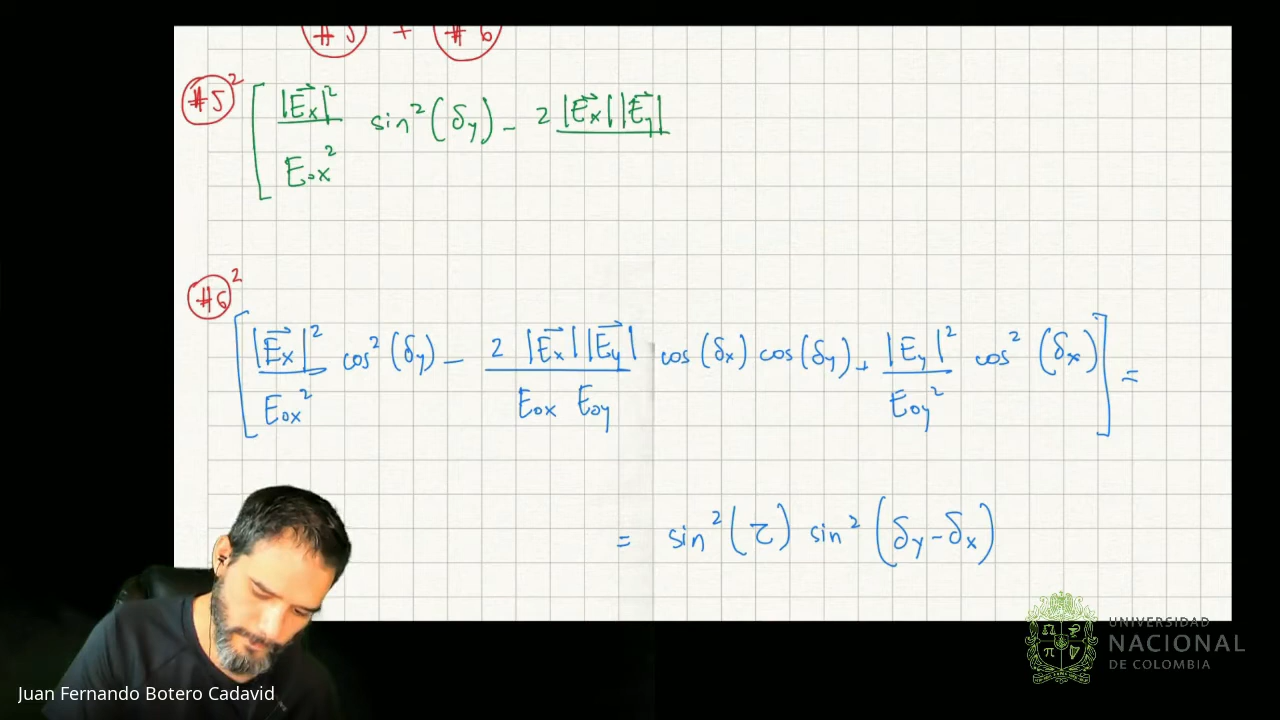 #5 + #6
#5² [ |E⃗x|² / E₀x² sin²(δy) - 2 |E⃗x||E⃗y|
#6²
[ |E⃗x|² / E₀x² cos²(δy) - 2 |E⃗x||E⃗y| / E₀x E₀y cos(δx) cos(δy) + |Ey|² / E₀y² cos²(δx) ] =
= sin²(τ) sin²(δy - δx)
UNIVERSIDAD
NACIONAL
DE COLOMBIA
Juan Fernando Botero Cadavid